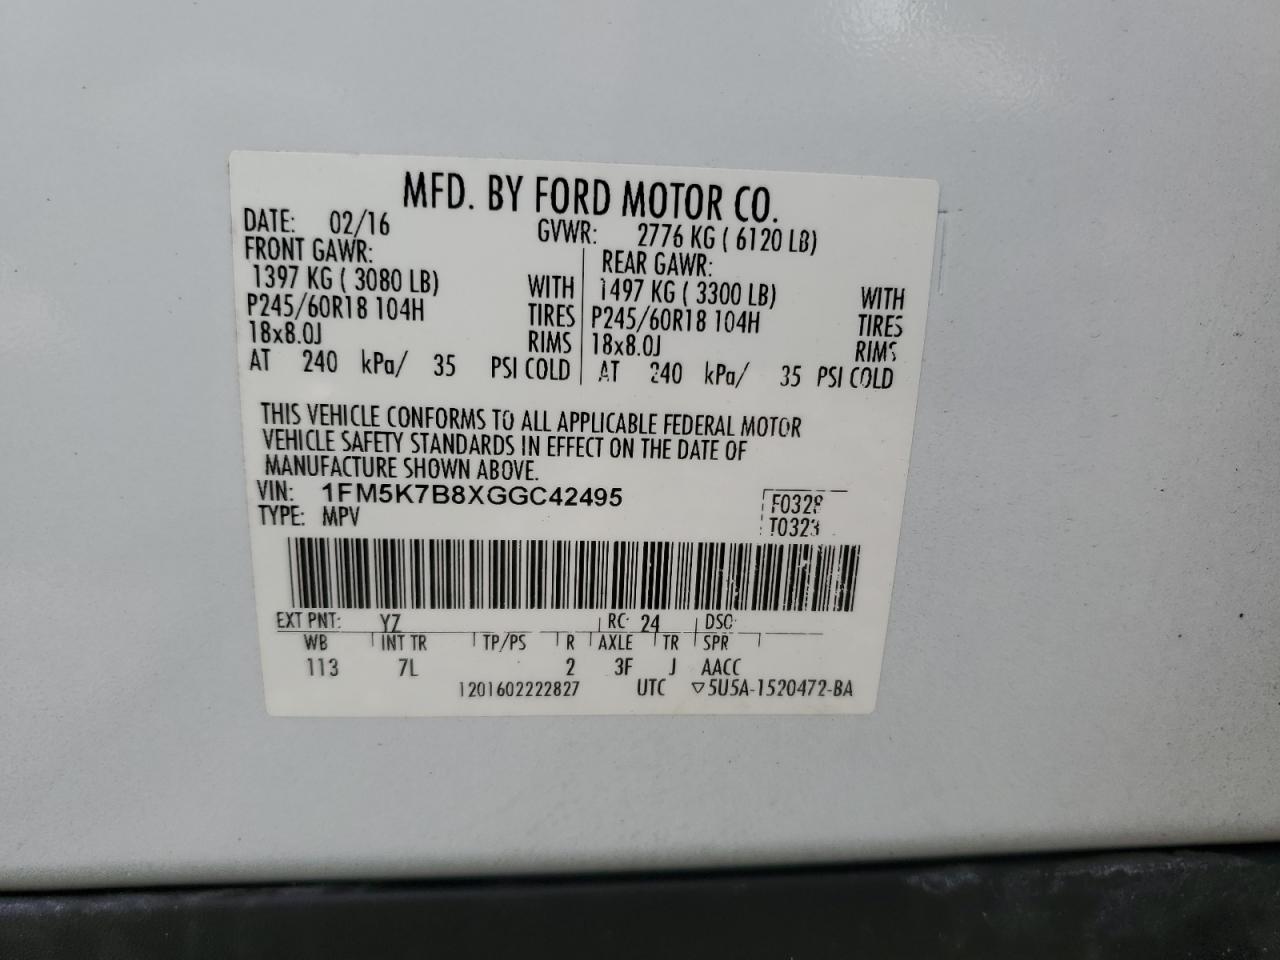 MFD. BY FORD MOTOR CO.
DATE: 02/16 GVWR: 2776 KG ( 6120 LB)
FRONT GAWR: REAR GAWR:
1397 KG ( 3080 LB) WITH 1497 KG ( 3300 LB) WITH
P245/60R18 104H TIRES P245/60R18 104H TIRES
18x8.0J RIMS 18x8.0J RIMS
AT 240 kPa/ 35 PSI COLD AT 240 kPa/ 35 PSI COLD
THIS VEHICLE CONFORMS TO ALL APPLICABLE FEDERAL MOTOR
VEHICLE SAFETY STANDARDS IN EFFECT ON THE DATE OF
MANUFACTURE SHOWN ABOVE.
VIN: 1FM5K7B8XGGC42495 F0328
TYPE: MPV T0323
EXT PNT: YZ RC: 24 DSO:
WB INT TR TP/PS R AXLE TR SPR
113 7L 2 3F J AACC
1201602222827 UTC ▽5U5A-1520472-BA